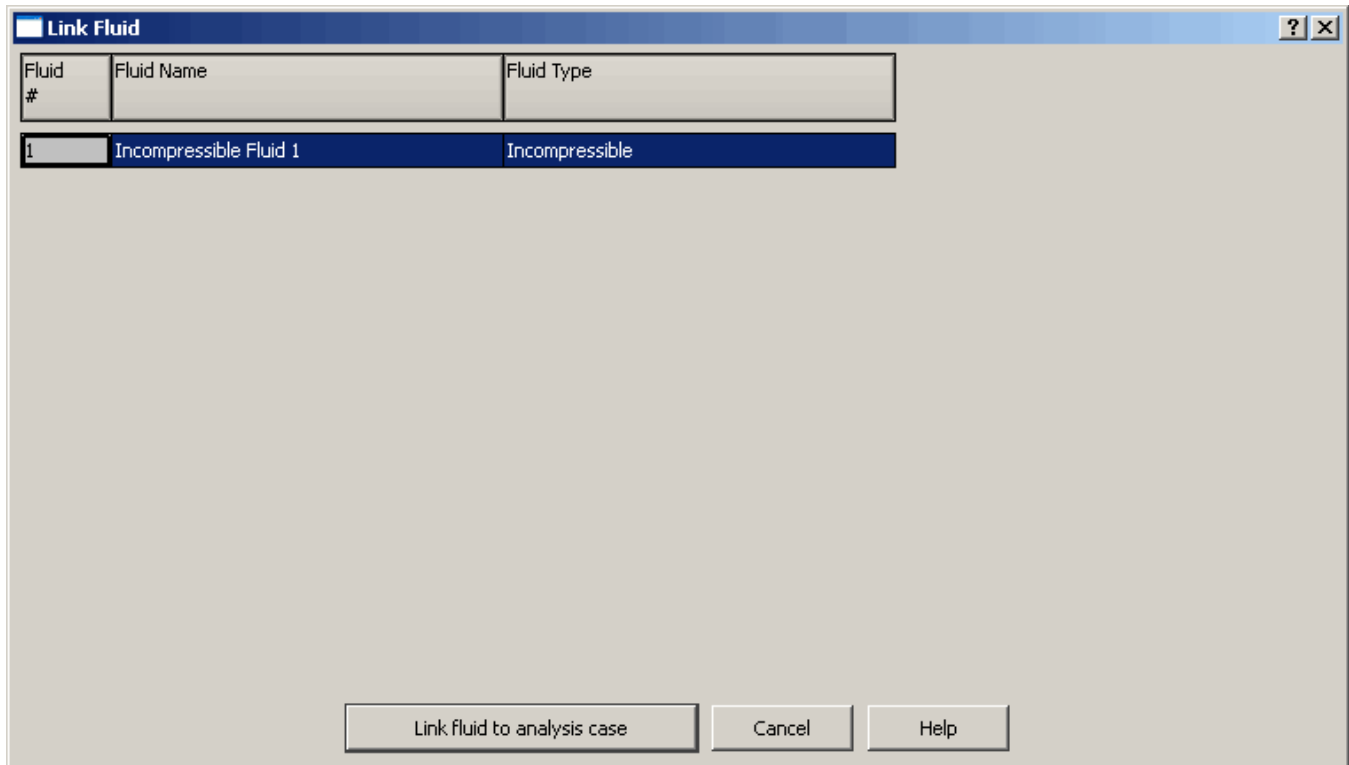 Link Fluid
Fluid # Fluid Name Fluid Type
1 Incompressible Fluid 1 Incompressible
Link fluid to analysis case Cancel Help